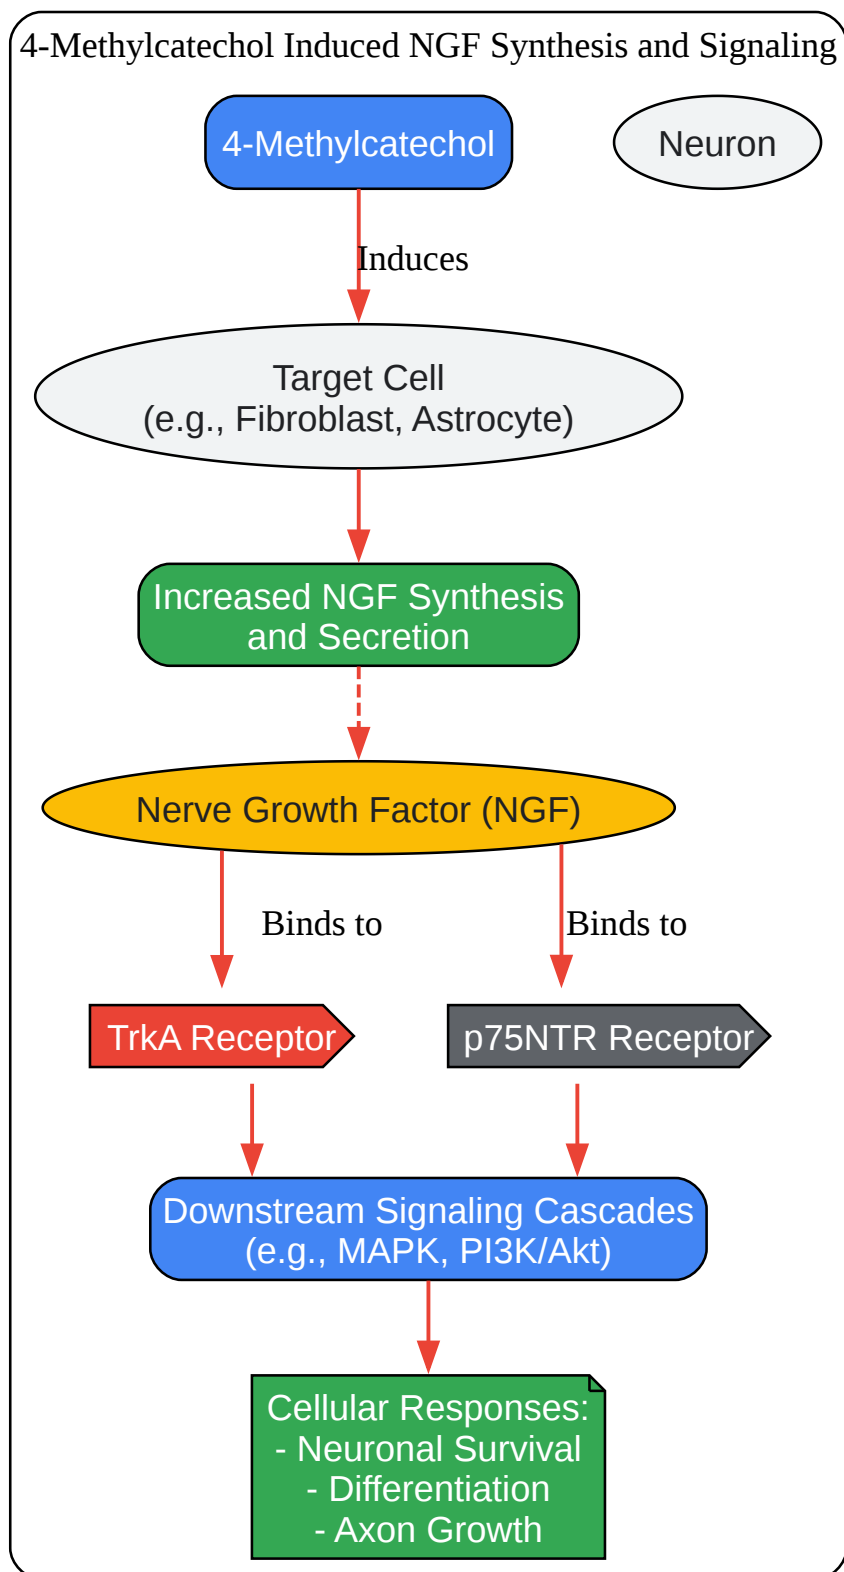 4-Methylcatechol Induced NGF Synthesis and Signaling
4-Methylcatechol
Neuron
Induces
Target Cell
(e.g., Fibroblast, Astrocyte)
Increased NGF Synthesis
and Secretion
Nerve Growth Factor (NGF)
Binds to
Binds to
TrkA Receptor
p75NTR Receptor
Downstream Signaling Cascades
(e.g., MAPK, PI3K/Akt)
Cellular Responses:
- Neuronal Survival
- Differentiation
- Axon Growth